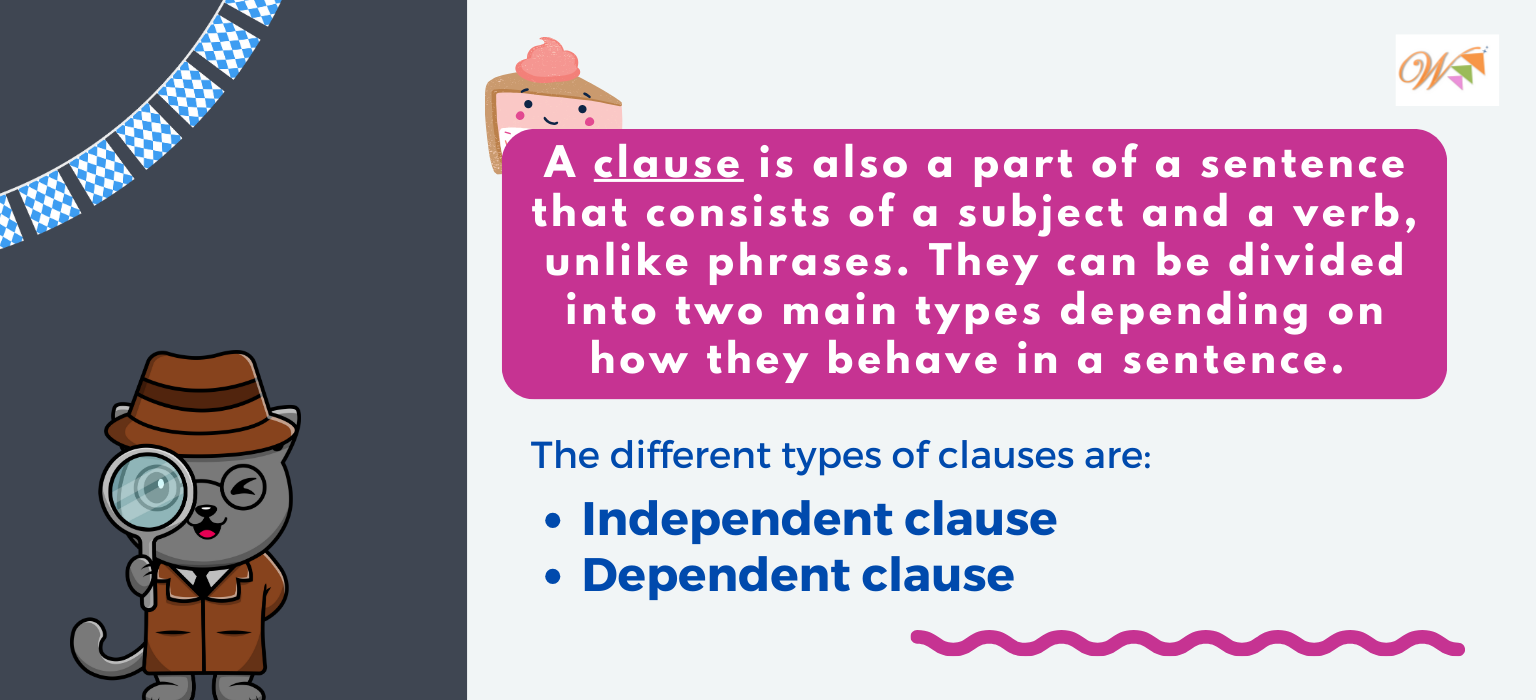 A clause is also a part of a sentence
that consists of a subject and a verb,
unlike phrases. They can be divided
into two main types depending on
how they behave in a sentence.
The different types of clauses are:
• Independent clause
• Dependent clause
W